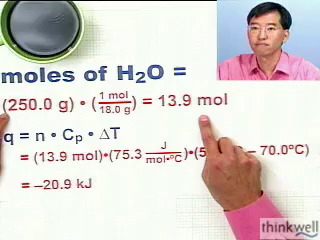 moles of H₂O =
(250.0 g) • (1 mol/18.0 g) = 13.9 mol
q = n • Cp • ΔT
= (13.9 mol)•(75.3 J/mol•°C)•(5 – 70.0°C)
= –20.9 kJ
thinkwell